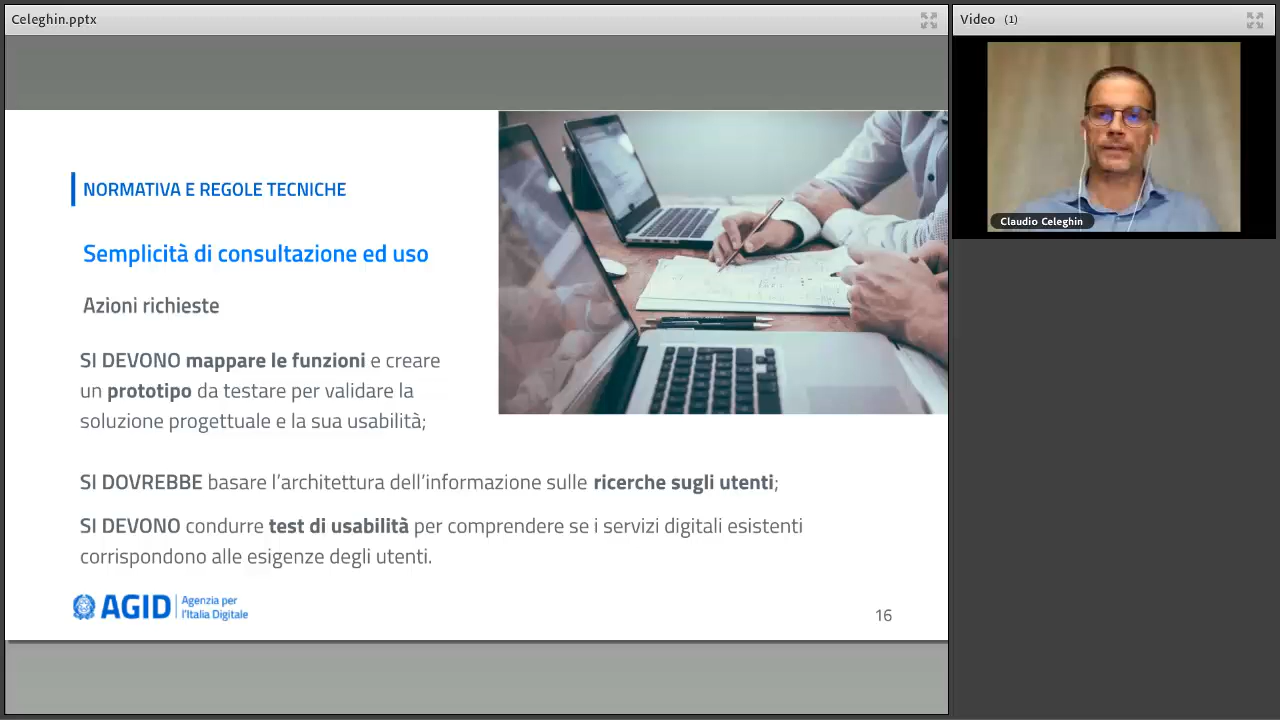 Celeghin.pptx
Video (1)
Claudio Celeghin
NORMATIVA E REGOLE TECNICHE
Semplicità di consultazione ed uso
Azioni richieste
SI DEVONO mappare le funzioni e creare
un prototipo da testare per validare la
soluzione progettuale e la sua usabilità;
SI DOVREBBE basare l’architettura dell’informazione sulle ricerche sugli utenti;
SI DEVONO condurre test di usabilità per comprendere se i servizi digitali esistenti
corrispondono alle esigenze degli utenti.
AGID Agenzia per
l’Italia Digitale
16